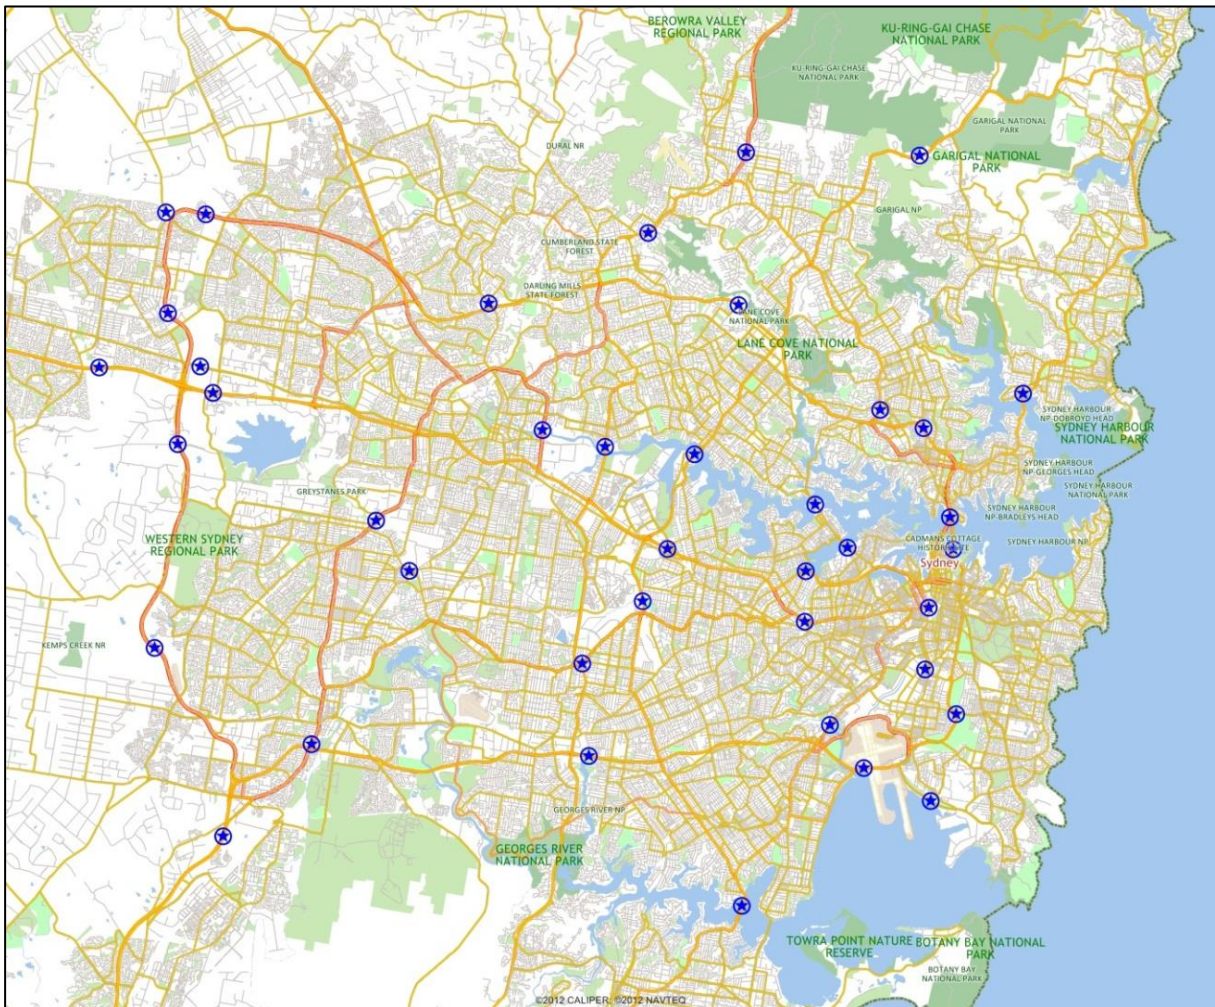 BEROWRA VALLEY
REGIONAL PARK
KU-RING-GAI CHASE
NATIONAL PARK
KU-RING-GAI CHASE
NATIONAL PARK
GARIGAL NATIONAL
PARK
DURAL NR
GARIGAL NATIONAL
PARK
GARIGAL NP
CUMBERLAND STATE
FOREST
DARLING MILLS
STATE FOREST
LANE COVE
NATIONAL PARK
LANE COVE NATIONAL
PARK
SYDNEY HARBOUR
NP-DOBROYD HEAD
SYDNEY HARBOUR
NATIONAL PARK
SYDNEY HARBOUR
NP-GEORGES HEAD
GREYSTANES PARK
SYDNEY HARBOUR
NATIONAL PARK
SYDNEY HARBOUR
NP-BRADLEYS HEAD
WESTERN SYDNEY
REGIONAL PARK
CADMANS COTTAGE
HISTORIC SITE
SYDNEY HARBOUR NP
Sydney
KEMPS CREEK NR
GEORGES RIVER NP
GEORGES RIVER
NATIONAL PARK
TOWRA POINT NATURE
RESERVE
BOTANY BAY NATIONAL
PARK
BOTANY BAY
NATIONAL PARK
©2012 CALIPER; ©2012 NAVTEQ